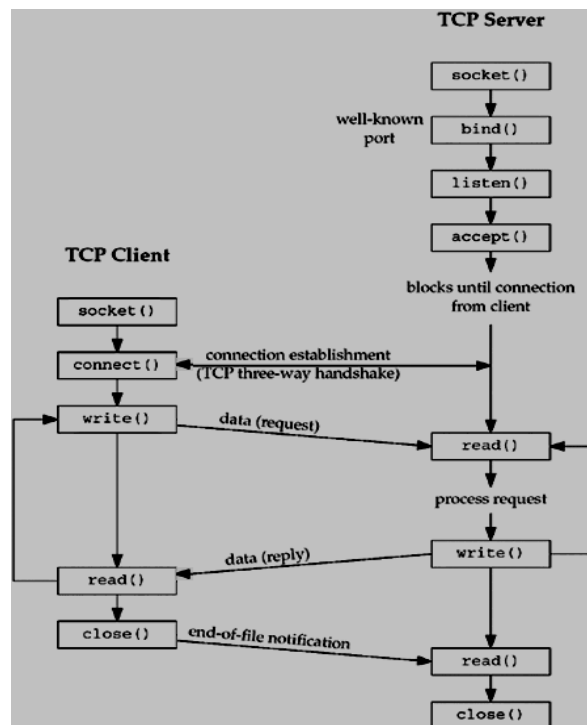 TCP Server
socket()
well-known
port
bind()
listen()
accept()
TCP Client
blocks until connection
from client
socket()
connection establishment
(TCP three-way handshake)
connect()
write()
data (request)
read()
process request
write()
data (reply)
read()
close()
end-of-file notification
read()
close()